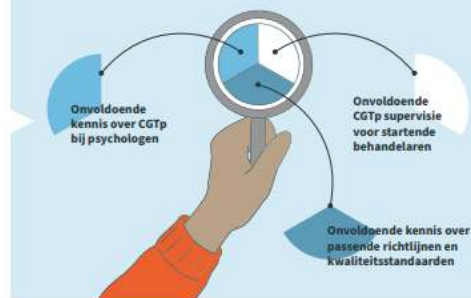 Onvoldoende
kennis over CGTp
bij psychologen
Onvoldoende
CGTp supervisie
voor startende
behandelaren
Onvoldoende kennis over
passende richtlijnen en
kwaliteitsstandaarden